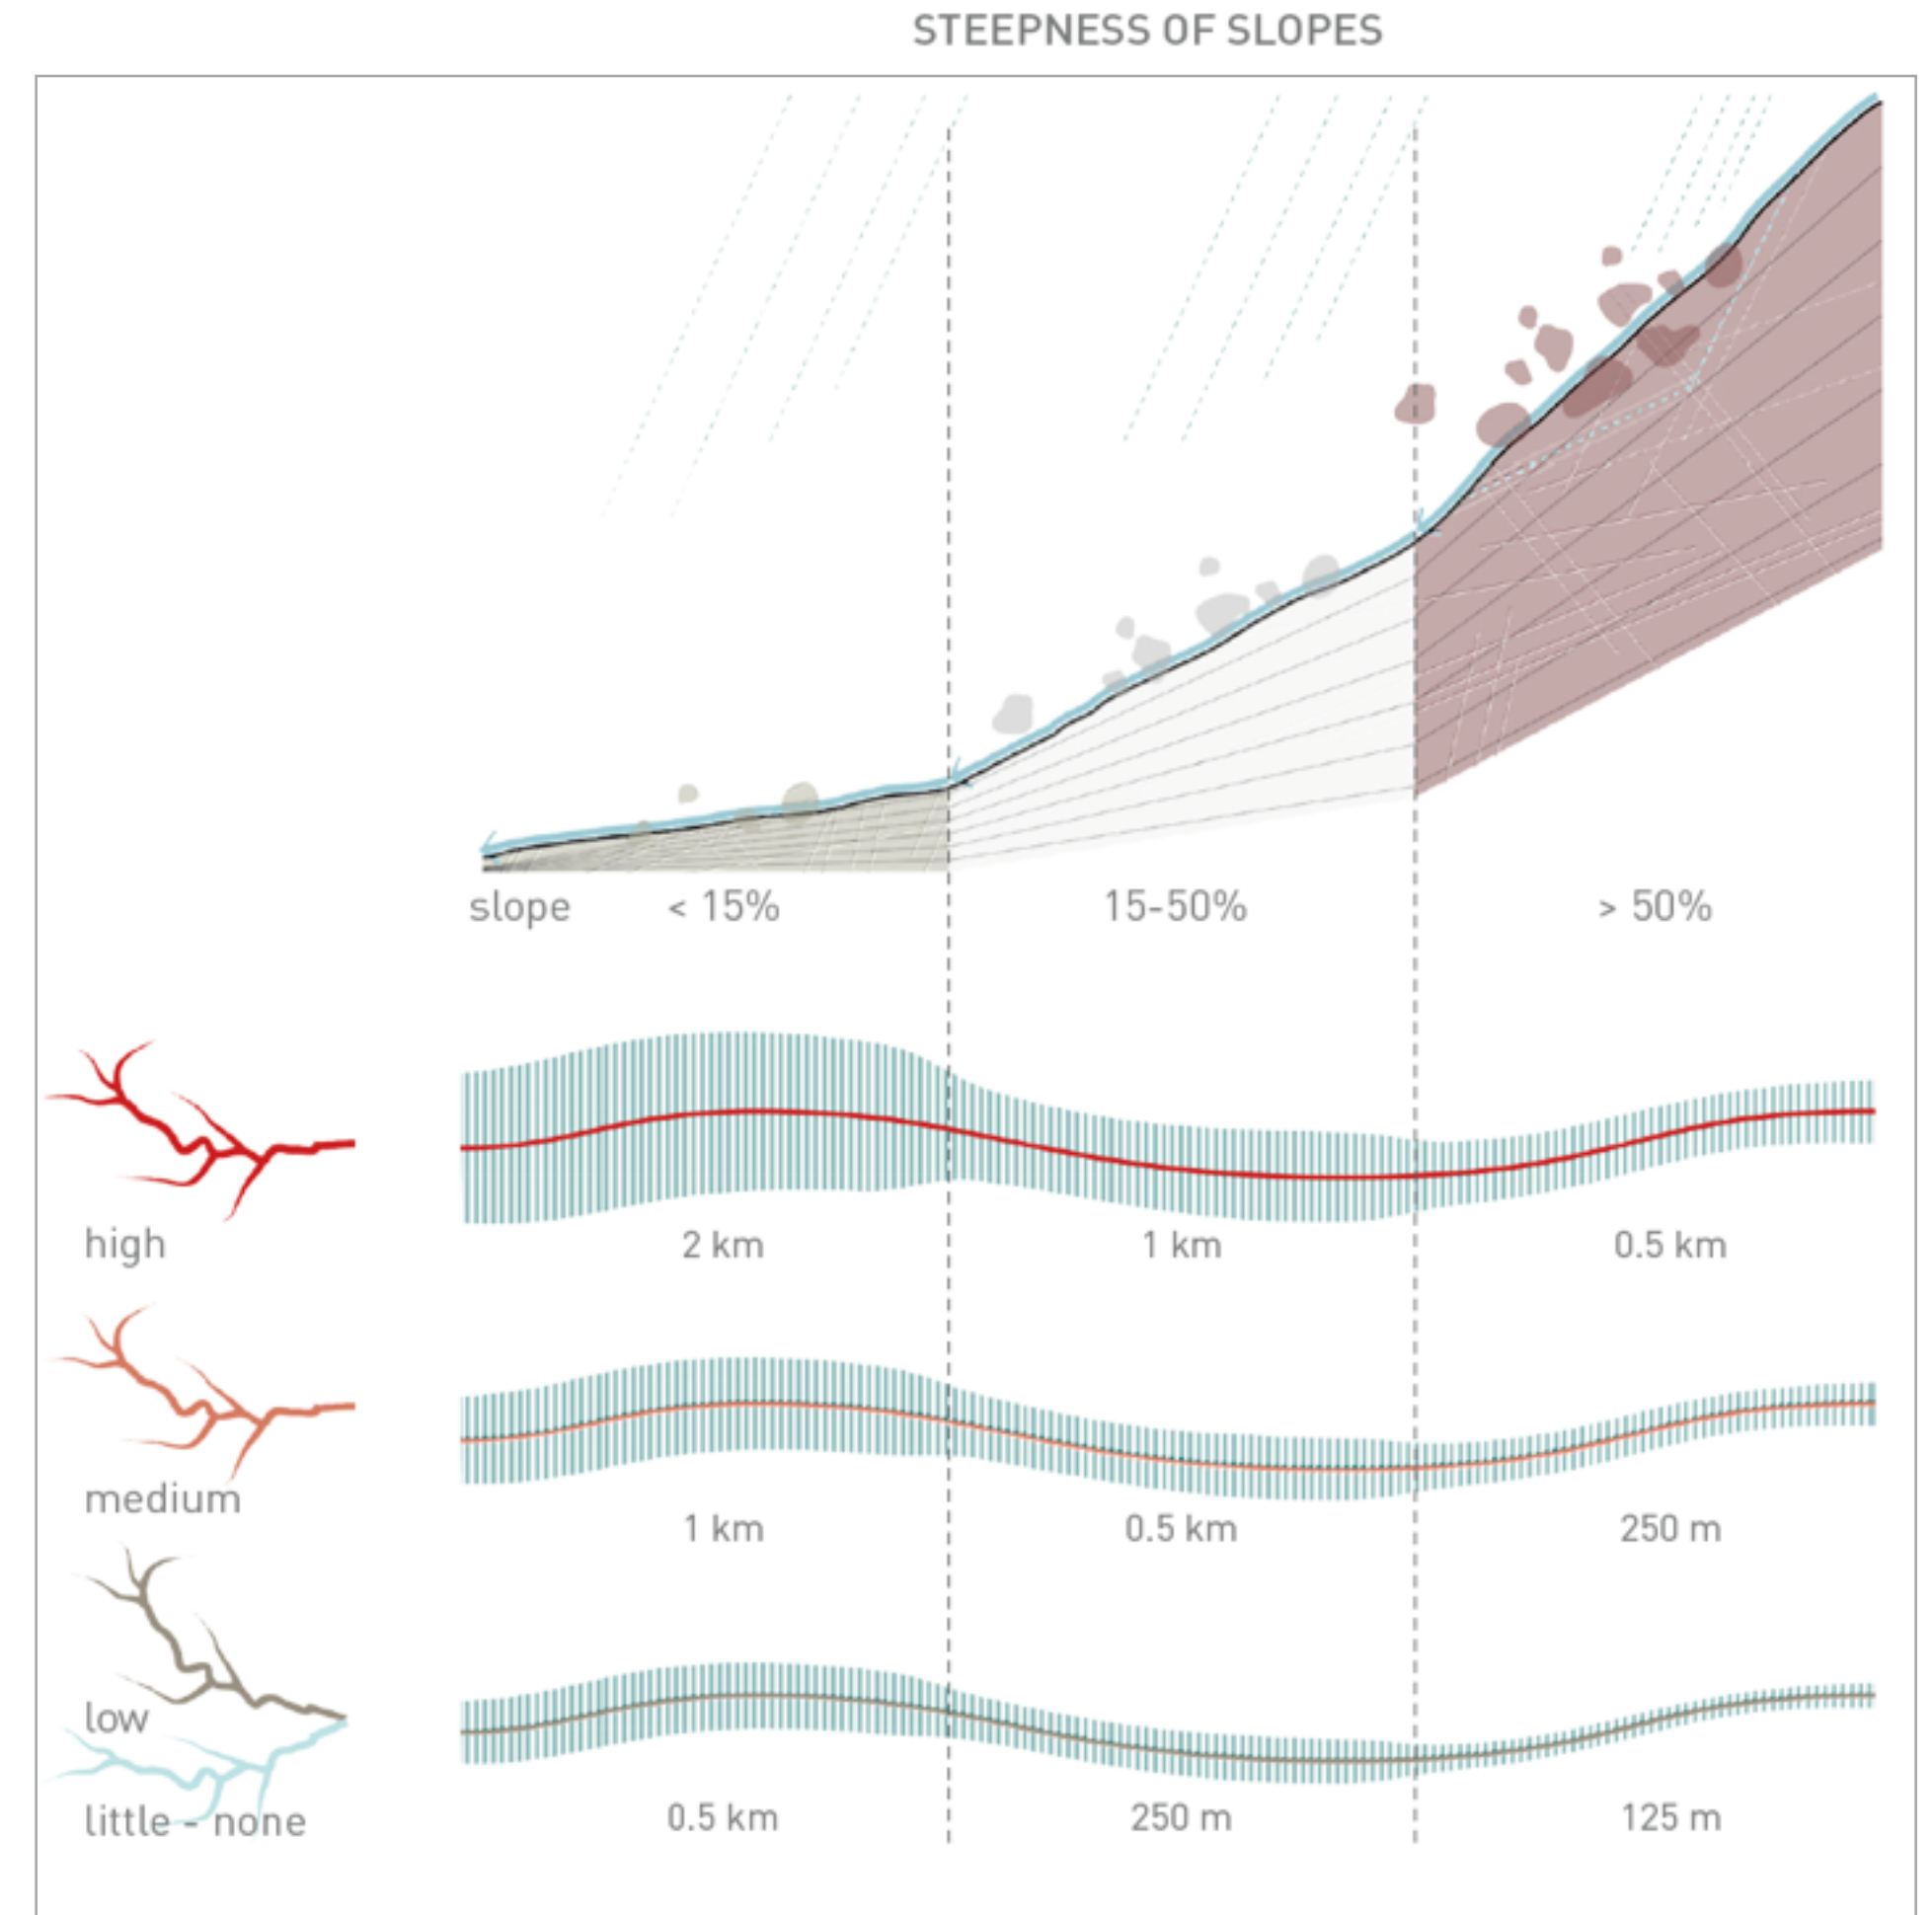 STEEPNESS OF SLOPES
slope < 15% 15-50% > 50%
high
2 km 1 km 0.5 km
medium
1 km 0.5 km 250 m
low
little - none
0.5 km 250 m 125 m